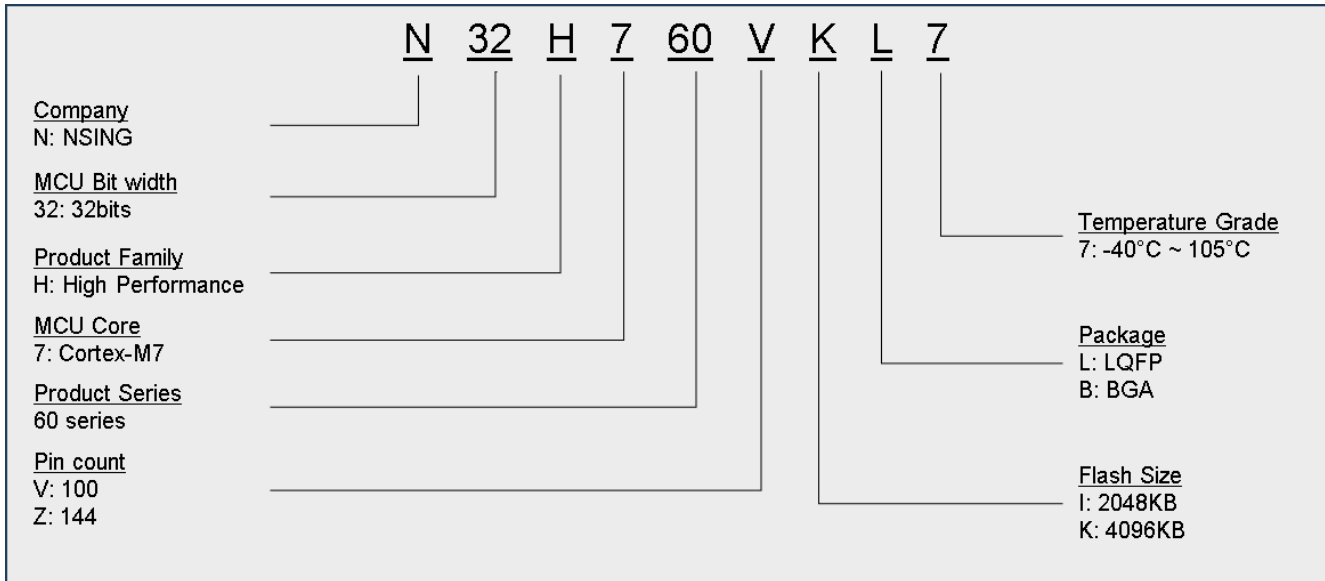 N 32 H 7 60 V K L 7
Company
N: NSING
MCU Bit width
32: 32bits
Product Family
H: High Performance
MCU Core
7: Cortex-M7
Product Series
60 series
Pin count
V: 100
Z: 144
Temperature Grade
7: -40°C ~ 105°C
Package
L: LQFP
B: BGA
Flash Size
I: 2048KB
K: 4096KB